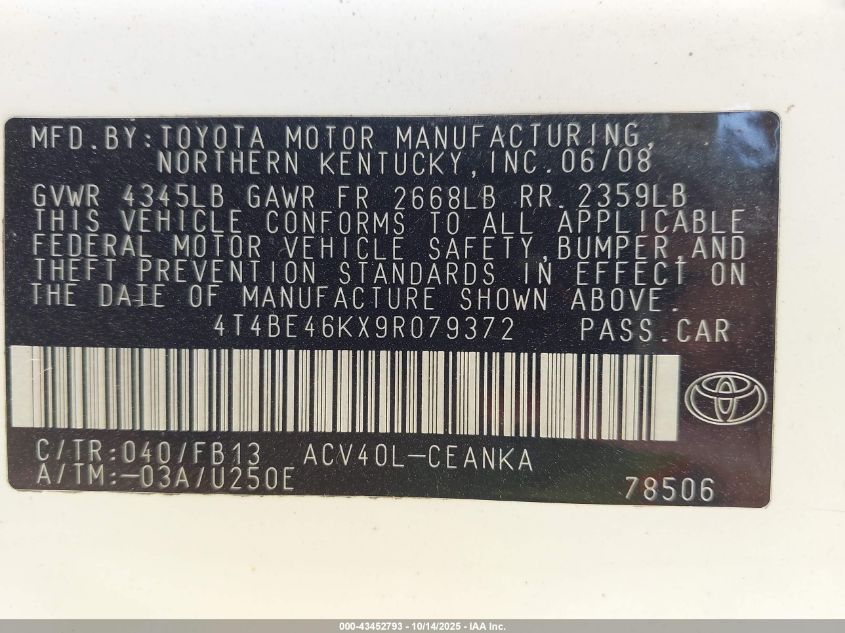 MFD.BY:TOYOTA MOTOR MANUFACTURING,
NORTHERN KENTUCKY,INC.06/08
GVWR 4345LB GAWR FR 2668LB RR 2359LB
THIS VEHICLE CONFORMS TO ALL APPLICABLE
FEDERAL MOTOR VEHICLE SAFETY,BUMPER,AND
THEFT PREVENTION STANDARDS IN EFFECT ON
THE DATE OF MANUFACTURE SHOWN ABOVE.
4T4BE46KX9R079372 PASS.CAR
C/TR:040/FB13 ACV40L-CEANKA
A/TM:-03A/U250E 78506
000-43452793 - 10/14/2025 - IAA Inc.